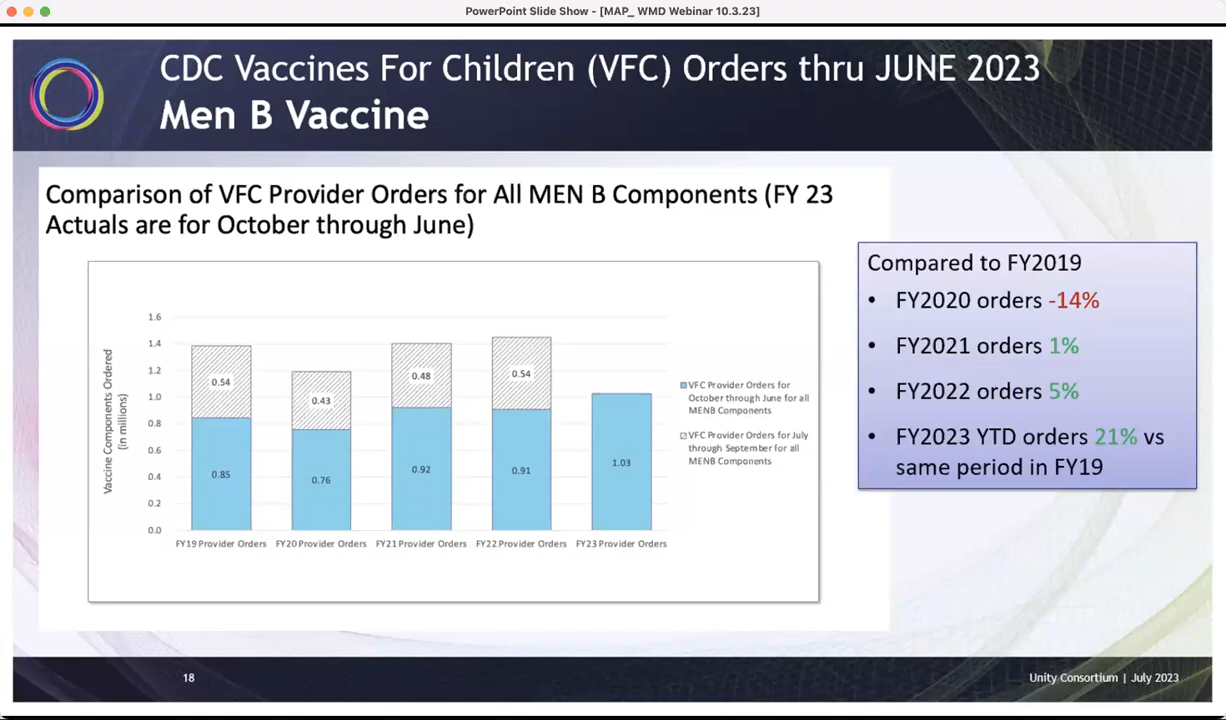 PowerPoint Slide Show - [MAP_ WMD Webinar 10.3.23]
CDC Vaccines For Children (VFC) Orders thru JUNE 2023
Men B Vaccine
Comparison of VFC Provider Orders for All MEN B Components (FY 23
Actuals are for October through June)
Vaccine Components Ordered
(in millions)
1.6
1.4
1.2
1.0
0.8
0.6
0.4
0.2
0.0
0.54
0.43
0.48
0.54
0.85
0.76
0.92
0.91
1.03
FY19 Provider Orders
FY20 Provider Orders
FY21 Provider Orders
FY22 Provider Orders
FY23 Provider Orders
VFC Provider Orders for
October through June for all
MENB Components
VFC Provider Orders for July
through September for all
MENB Components
Compared to FY2019
• FY2020 orders -14%
• FY2021 orders 1%
• FY2022 orders 5%
• FY2023 YTD orders 21% vs
same period in FY19
18
Unity Consortium | July 2023